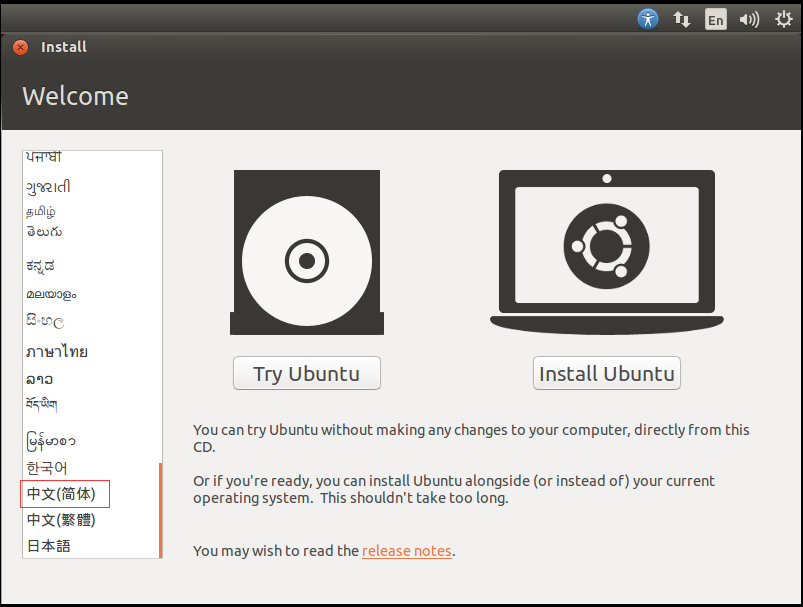 En
Install
Welcome
ਪੰਜਾਬੀ
ગુજરાતી
தமிழ்
తెలుగు
ಕನ್ನಡ
മലയാളം
සිංහල
ภาษาไทย
ລາວ
བོད་ཡིག
မြန်မာစာ
한국어
中文(简体)
中文(繁體)
日本語
Try Ubuntu
Install Ubuntu
You can try Ubuntu without making any changes to your computer, directly from this
CD.
Or if you're ready, you can install Ubuntu alongside (or instead of) your current
operating system.  This shouldn't take too long.
You may wish to read the release notes.